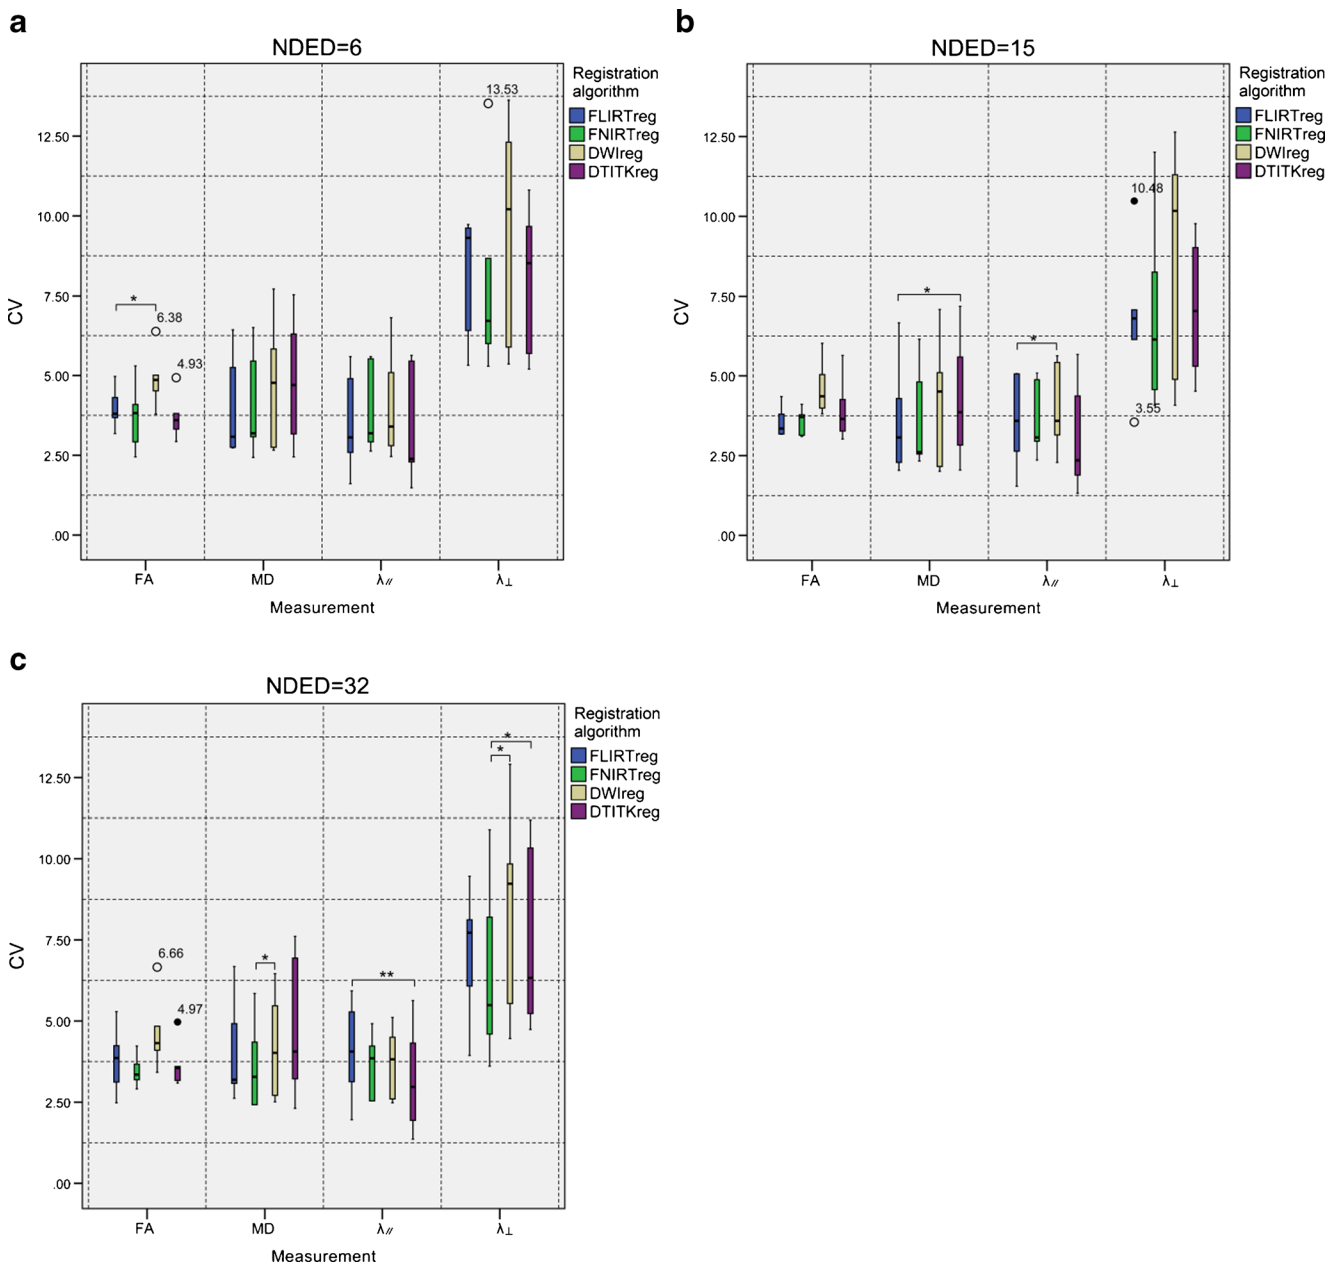 a
NDED=6
Registration
algorithm
FLIRTreg
FNIRTreg
DWIreg
DTITKreg
13.53
12.50
10.00
7.50
5.00
2.50
.00
CV
*
6.38
4.93
FA
MD
λ//
λ⊥
Measurement
b
NDED=15
Registration
algorithm
FLIRTreg
FNIRTreg
DWIreg
DTITKreg
12.50
10.00
7.50
5.00
2.50
.00
CV
10.48
*
*
3.55
FA
MD
λ//
λ⊥
Measurement
c
NDED=32
Registration
algorithm
FLIRTreg
FNIRTreg
DWIreg
DTITKreg
12.50
10.00
7.50
5.00
2.50
.00
CV
*
*
6.66
*
**
4.97
FA
MD
λ//
λ⊥
Measurement